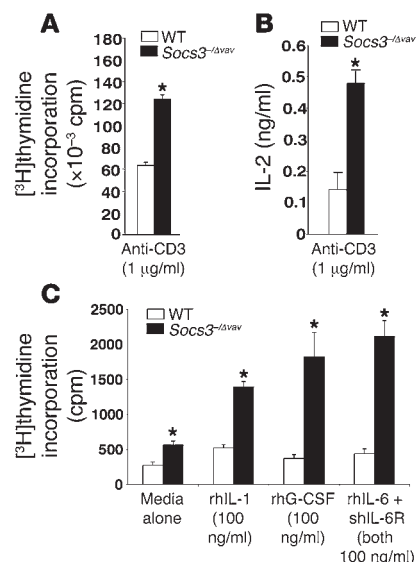 A
WT
Socs3–/Δvav
180
160
140
120
100
80
60
40
20
0
*
[³H]thymidine
incorporation
(×10⁻³ cpm)
Anti-CD3
(1 μg/ml)
B
WT
Socs3–/Δvav
0.6
0.5
0.4
0.3
0.2
0.1
0
*
IL-2 (ng/ml)
Anti-CD3
(1 μg/ml)
C
WT
Socs3–/Δvav
2500
2000
1500
1000
500
0
*
*
*
*
[³H]thymidine
incorporation
(cpm)
Media
alone
rhIL-1
(100
ng/ml)
rhG-CSF
(100
ng/ml)
rhIL-6 +
shIL-6R
(both
100 ng/ml)